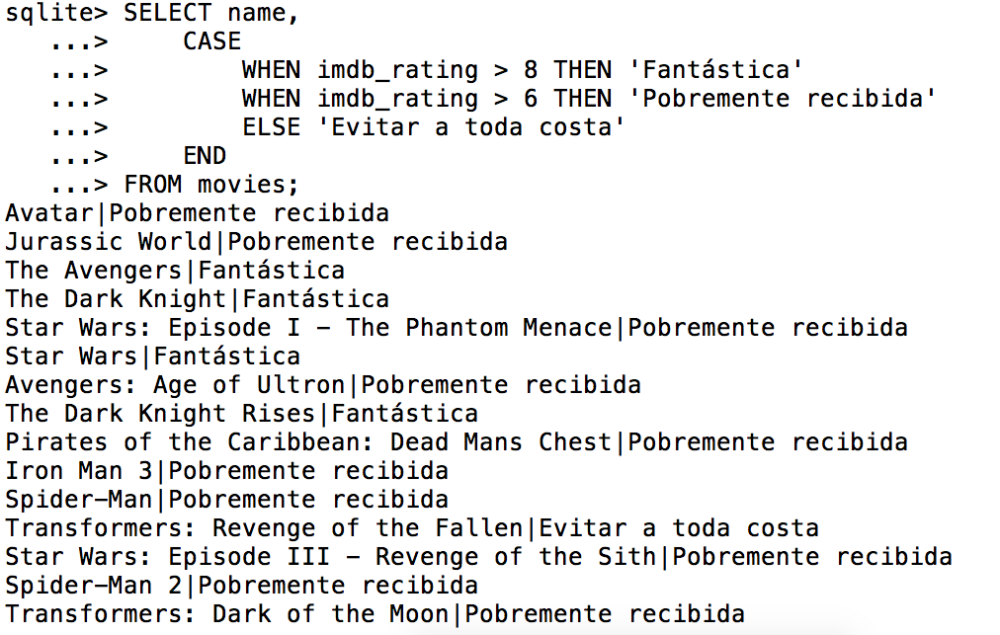 sqlite> SELECT name,
   ...>     CASE
   ...>         WHEN imdb_rating > 8 THEN 'Fantástica'
   ...>         WHEN imdb_rating > 6 THEN 'Pobremente recibida'
   ...>         ELSE 'Evitar a toda costa'
   ...>     END
   ...> FROM movies;
Avatar|Pobremente recibida
Jurassic World|Pobremente recibida
The Avengers|Fantástica
The Dark Knight|Fantástica
Star Wars: Episode I - The Phantom Menace|Pobremente recibida
Star Wars|Fantástica
Avengers: Age of Ultron|Pobremente recibida
The Dark Knight Rises|Fantástica
Pirates of the Caribbean: Dead Mans Chest|Pobremente recibida
Iron Man 3|Pobremente recibida
Spider-Man|Pobremente recibida
Transformers: Revenge of the Fallen|Evitar a toda costa
Star Wars: Episode III - Revenge of the Sith|Pobremente recibida
Spider-Man 2|Pobremente recibida
Transformers: Dark of the Moon|Pobremente recibida